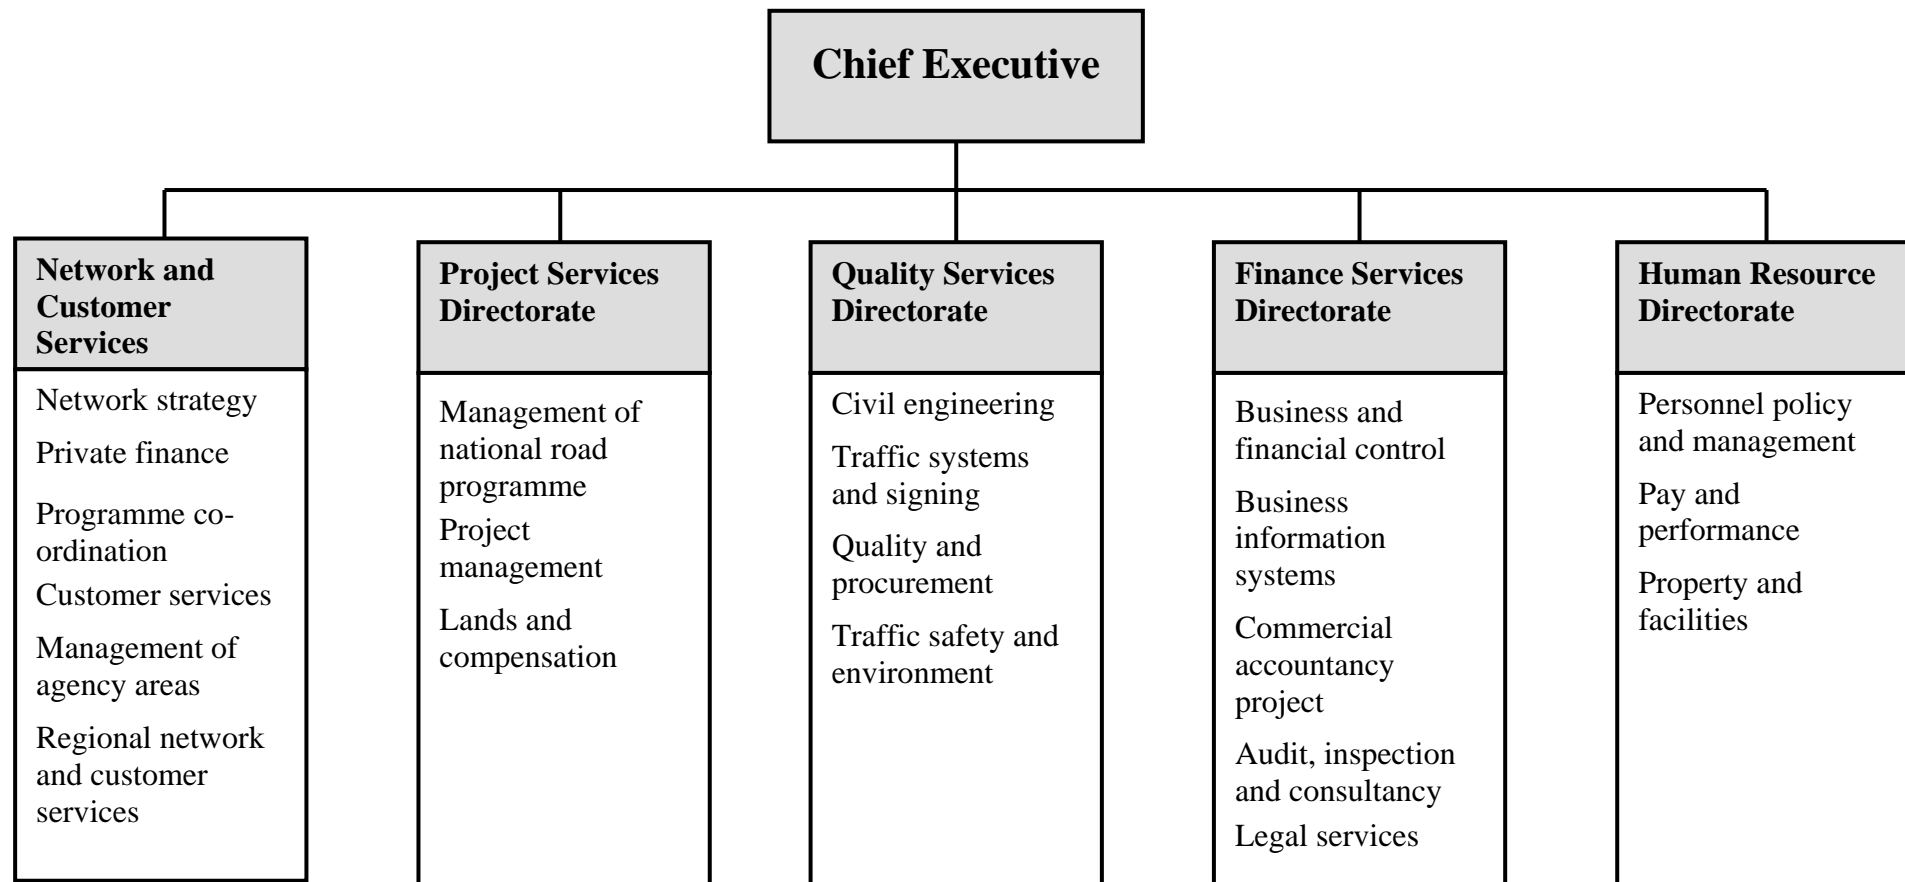 Chief Executive
Network and
Customer
Services
Network strategy
Private finance
Programme co-
ordination
Customer services
Management of
agency areas
Regional network
and customer
services
Project Services
Directorate
Management of
national road
programme
Project
management
Lands and
compensation
Quality Services
Directorate
Civil engineering
Traffic systems
and signing
Quality and
procurement
Traffic safety and
environment
Finance Services
Directorate
Business and
financial control
Business
information
systems
Commercial
accountancy
project
Audit, inspection
and consultancy
Legal services
Human Resource
Directorate
Personnel policy
and management
Pay and
performance
Property and
facilities